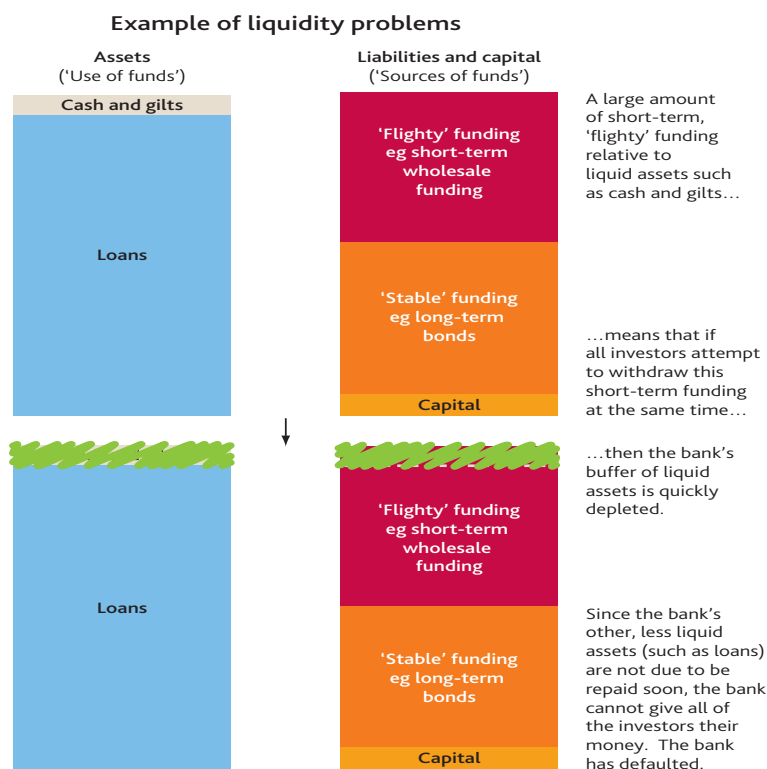 Example of liquidity problems
Assets
(‘Use of funds’)
Cash and gilts
Loans
Liabilities and capital
(‘Sources of funds’)
‘Flighty’ funding
eg short-term
wholesale
funding
‘Stable’ funding
eg long-term
bonds
Capital
A large amount
of short-term,
‘flighty’ funding
relative to
liquid assets such
as cash and gilts…
…means that if
all investors attempt
to withdraw this
short-term funding
at the same time…
Loans
‘Flighty’ funding
eg short-term
wholesale
funding
‘Stable’ funding
eg long-term
bonds
Capital
…then the bank’s
buffer of liquid
assets is quickly
depleted.
Since the bank’s
other, less liquid
assets (such as loans)
are not due to be
repaid soon, the bank
cannot give all of
the investors their
money. The bank
has defaulted.